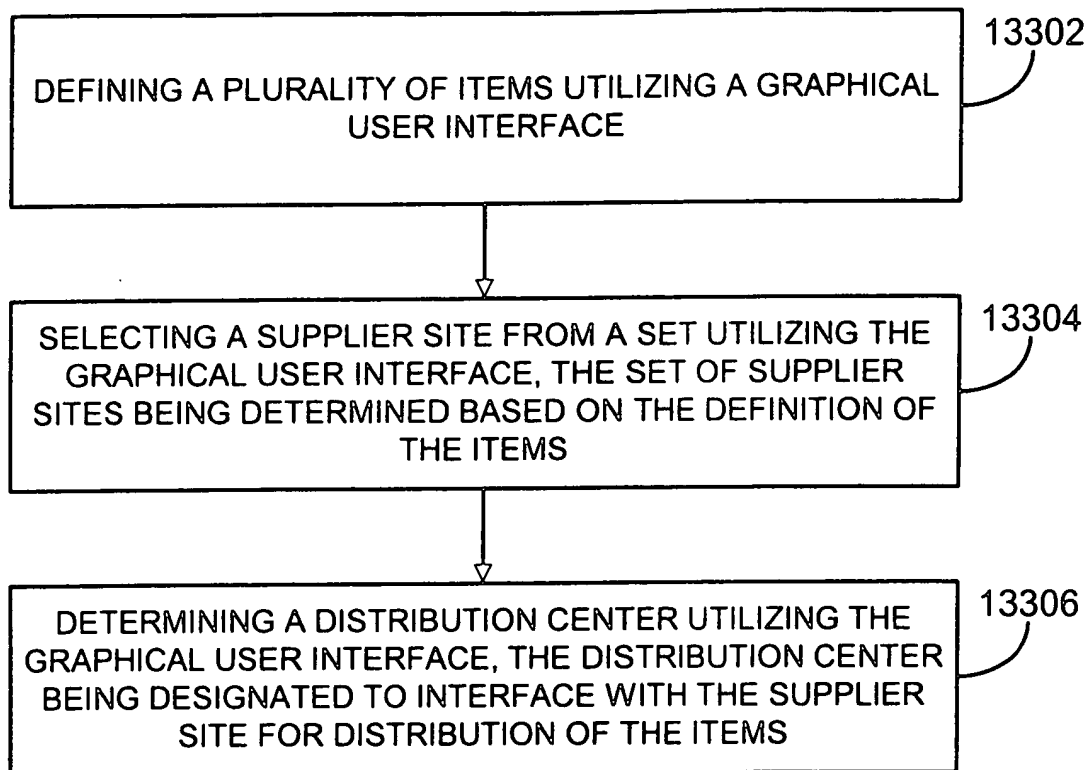 13302
DEFINING A PLURALITY OF ITEMS UTILIZING A GRAPHICAL
USER INTERFACE
13304
SELECTING A SUPPLIER SITE FROM A SET UTILIZING THE
GRAPHICAL USER INTERFACE, THE SET OF SUPPLIER
SITES BEING DETERMINED BASED ON THE DEFINITION OF
THE ITEMS
13306
DETERMINING A DISTRIBUTION CENTER UTILIZING THE
GRAPHICAL USER INTERFACE, THE DISTRIBUTION CENTER
BEING DESIGNATED TO INTERFACE WITH THE SUPPLIER
SITE FOR DISTRIBUTION OF THE ITEMS